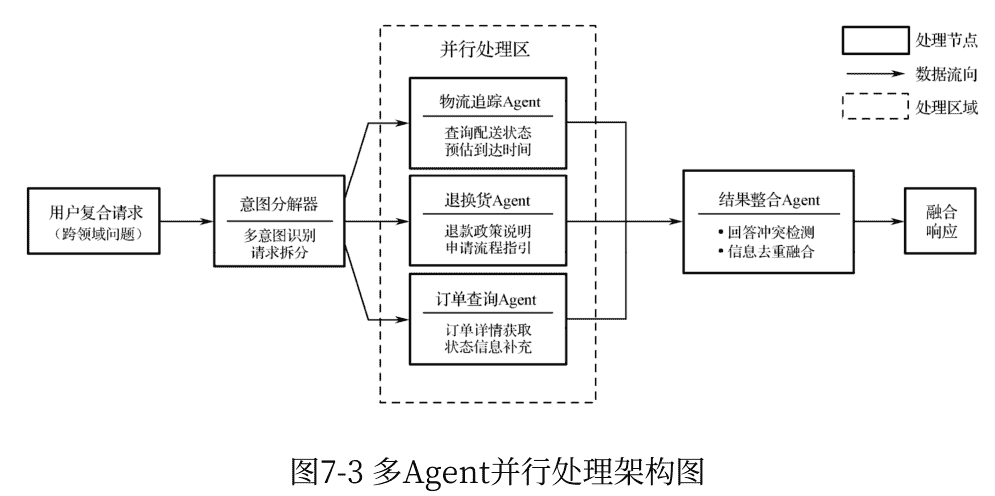 并行处理区
处理节点
数据流向
处理区域
物流追踪Agent
查询配送状态
预估到达时间
用户复合请求
（跨领域问题）
意图分解器
多意图识别
请求拆分
退换货Agent
退款政策说明
申请流程指引
结果整合Agent
• 回答冲突检测
• 信息去重融合
融合
响应
订单查询Agent
订单详情获取
状态信息补充
图7-3 多Agent并行处理架构图